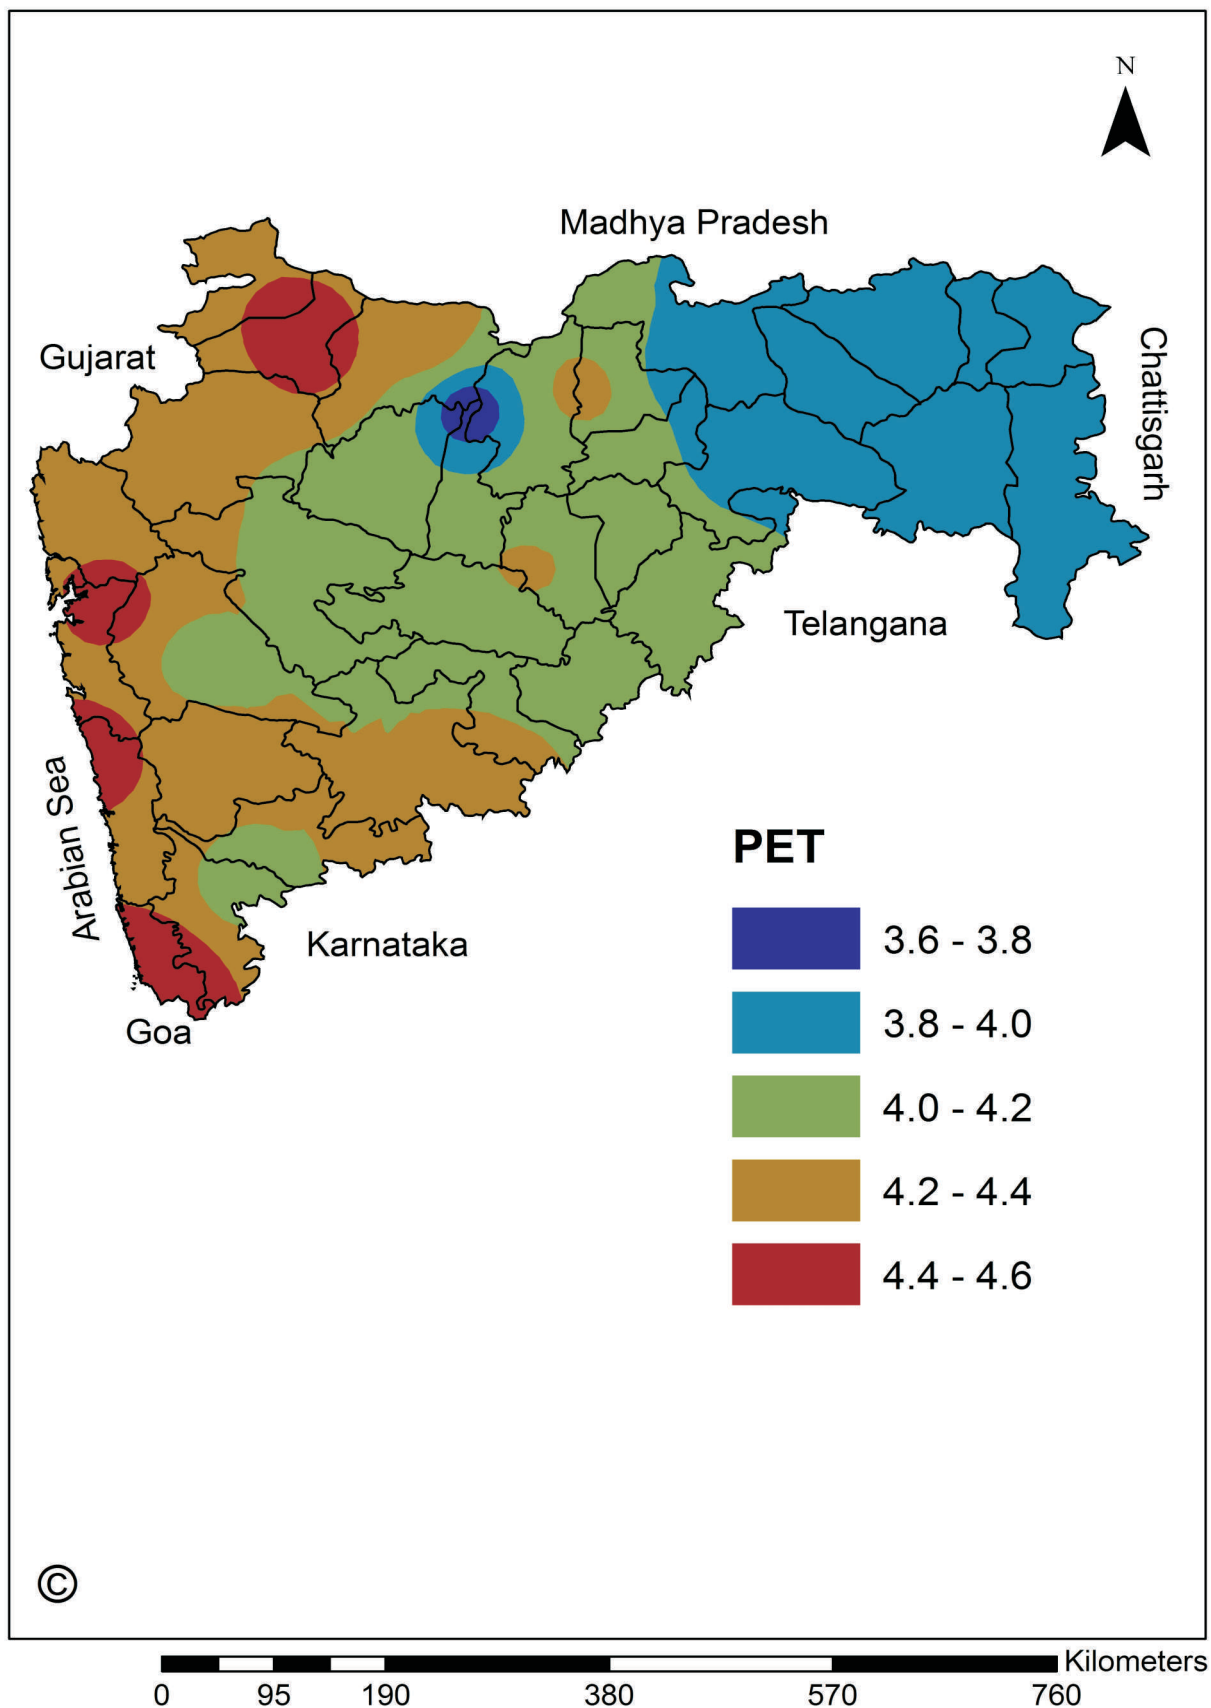 N
Madhya Pradesh
Gujarat
Chattisgarh
Telangana
Arabian Sea
Karnataka
Goa
PET
3.6 - 3.8
3.8 - 4.0
4.0 - 4.2
4.2 - 4.4
4.4 - 4.6
©
Kilometers
0 95 190 380 570 760